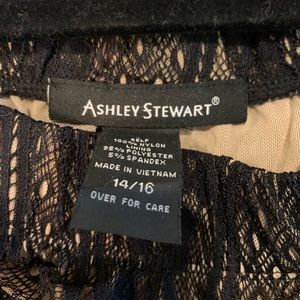 ASHLEY STEWART®
SELF
100% NYLON
LINING
95% POLYESTER
5% SPANDEX
MADE IN VIETNAM
14/16
OVER FOR CARE